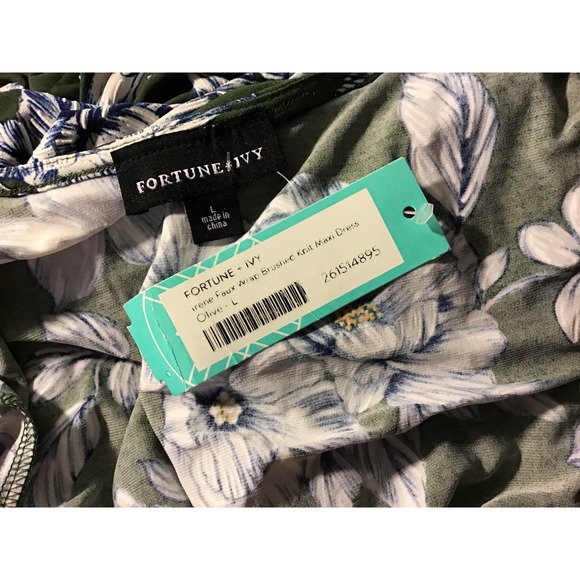 FORTUNE+IVY
L
made in
china
FORTUNE + IVY
Irene Faux Wrap Brushed Knit Maxi Dress
Olive - L
261514895